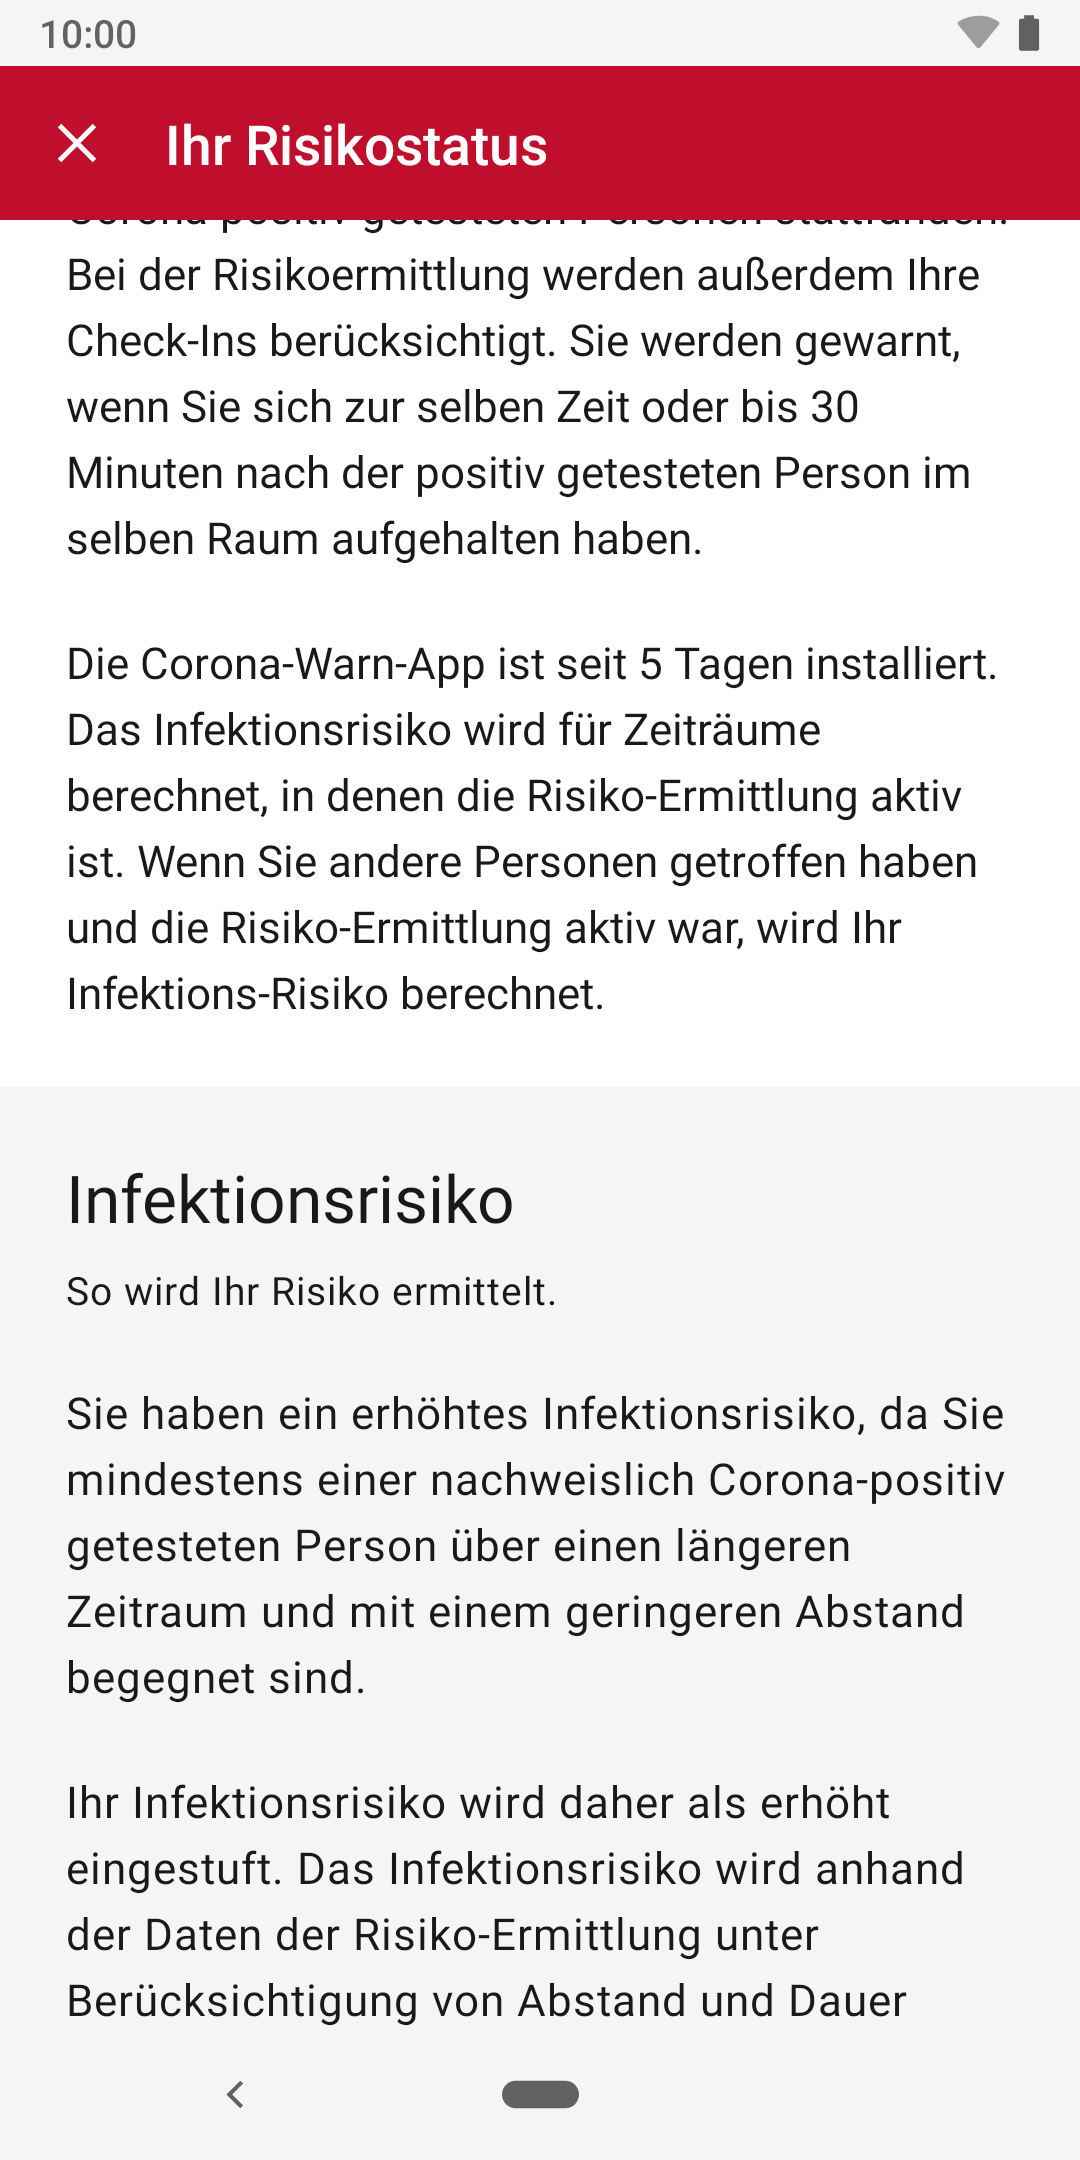 10:00
Ihr Risikostatus
Corona-positiv getesteten Personen stattfanden.
Bei der Risikoermittlung werden außerdem Ihre
Check-Ins berücksichtigt. Sie werden gewarnt,
wenn Sie sich zur selben Zeit oder bis 30
Minuten nach der positiv getesteten Person im
selben Raum aufgehalten haben.
Die Corona-Warn-App ist seit 5 Tagen installiert.
Das Infektionsrisiko wird für Zeiträume
berechnet, in denen die Risiko-Ermittlung aktiv
ist. Wenn Sie andere Personen getroffen haben
und die Risiko-Ermittlung aktiv war, wird Ihr
Infektions-Risiko berechnet.
Infektionsrisiko
So wird Ihr Risiko ermittelt.
Sie haben ein erhöhtes Infektionsrisiko, da Sie
mindestens einer nachweislich Corona-positiv
getesteten Person über einen längeren
Zeitraum und mit einem geringeren Abstand
begegnet sind.
Ihr Infektionsrisiko wird daher als erhöht
eingestuft. Das Infektionsrisiko wird anhand
der Daten der Risiko-Ermittlung unter
Berücksichtigung von Abstand und Dauer